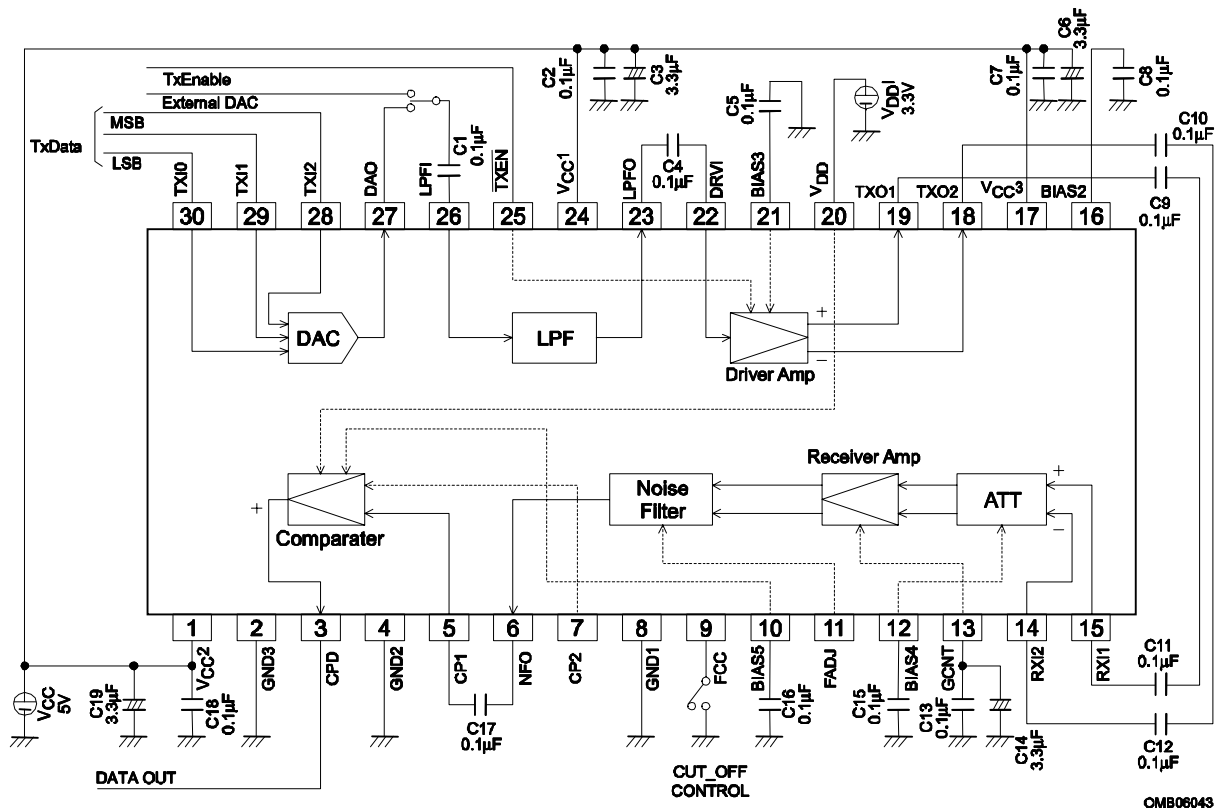 TxEnable
External DAC
TxData
MSB
LSB
C1
0.1µF
C2
0.1µF
C3
3.3µF
C4
0.1µF
C5
0.1µF
VDD
3.3V
C7
0.1µF
C6
3.3µF
C8
0.1µF
C10
0.1µF
C9
0.1µF
TXI0
TXI1
TXI2
DAO
LPFI
TXEN
VCC1
LPFO
DRVI
BIAS3
VDD
TXO1
TXO2
VCC3
BIAS2
30
29
28
27
26
25
24
23
22
21
20
19
18
17
16
DAC
LPF
+
−
Driver Amp
Receiver Amp
+
Comparater
Noise
Filter
ATT
+
−
1
2
3
4
5
6
7
8
9
10
11
12
13
14
15
VCC2
GND3
CPD
GND2
CP1
NFO
CP2
GND1
FCC
BIAS5
FADJ
BIAS4
GCNT
RXI2
RXI1
VCC
5V
C19
3.3µF
C18
0.1µF
C17
0.1µF
C16
0.1µF
C15
0.1µF
C13
0.1µF
C14
3.3µF
C11
0.1µF
C12
0.1µF
DATA OUT
CUT_OFF
CONTROL
OMB06043